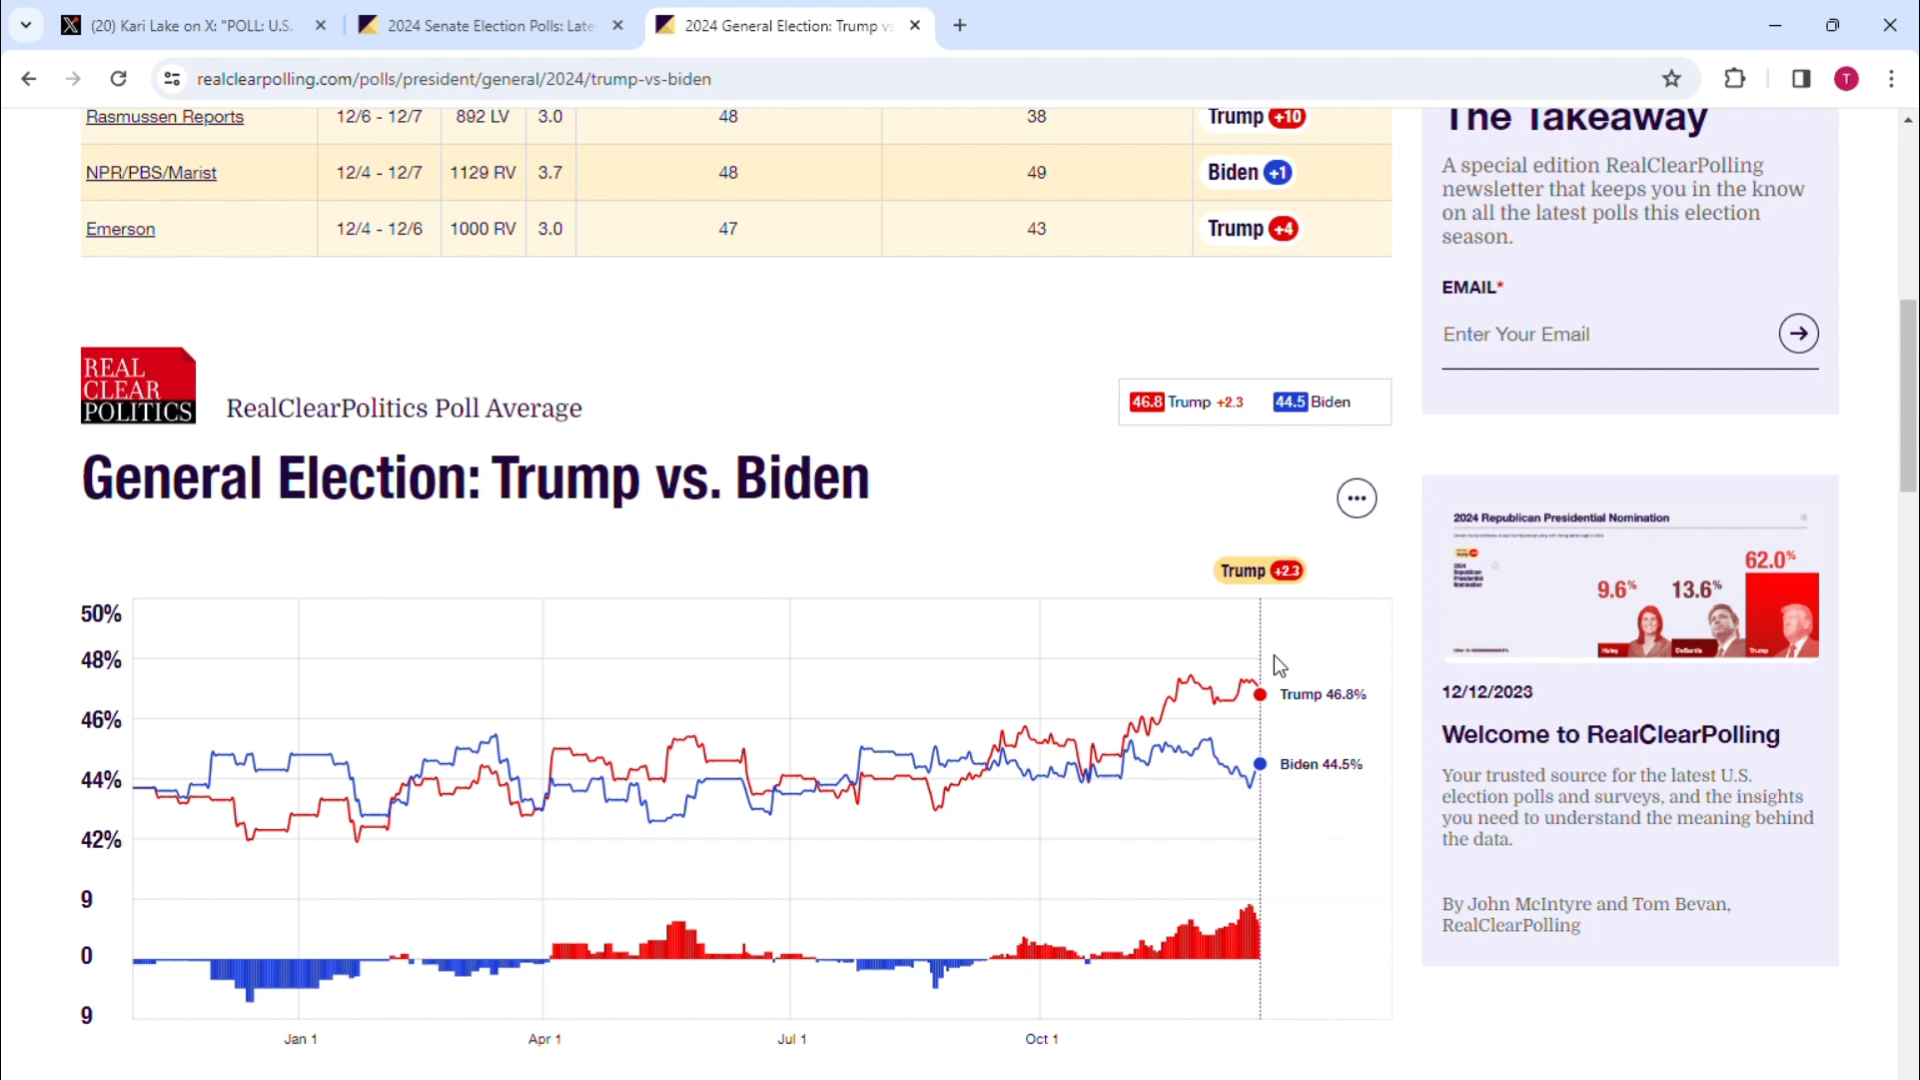 (20) Kari Lake on X: "POLL: U.S.
2024 Senate Election Polls: Late
2024 General Election: Trump vs
realclearpolling.com/polls/president/general/2024/trump-vs-biden
T
Rasmussen Reports 12/6 - 12/7 892 LV 3.0 48 38 Trump +10
NPR/PBS/Marist 12/4 - 12/7 1129 RV 3.7 48 49 Biden +1
Emerson 12/4 - 12/6 1000 RV 3.0 47 43 Trump +4
REAL
CLEAR
POLITICS
RealClearPolitics Poll Average
46.8 Trump +2.3 44.5 Biden
General Election: Trump vs. Biden
Trump +2.3
50%
48%
46%
44%
42%
9
0
9
Trump 46.8%
Biden 44.5%
Jan 1 Apr 1 Jul 1 Oct 1
The Takeaway
A special edition RealClearPolling
newsletter that keeps you in the know
on all the latest polls this election
season.
EMAIL*
Enter Your Email
2024 Republican Presidential Nomination
62.0%
9.6% 13.6%
Haley DeSantis Trump
12/12/2023
Welcome to RealClearPolling
Your trusted source for the latest U.S.
election polls and surveys, and the insights
you need to understand the meaning behind
the data.
By John McIntyre and Tom Bevan,
RealClearPolling